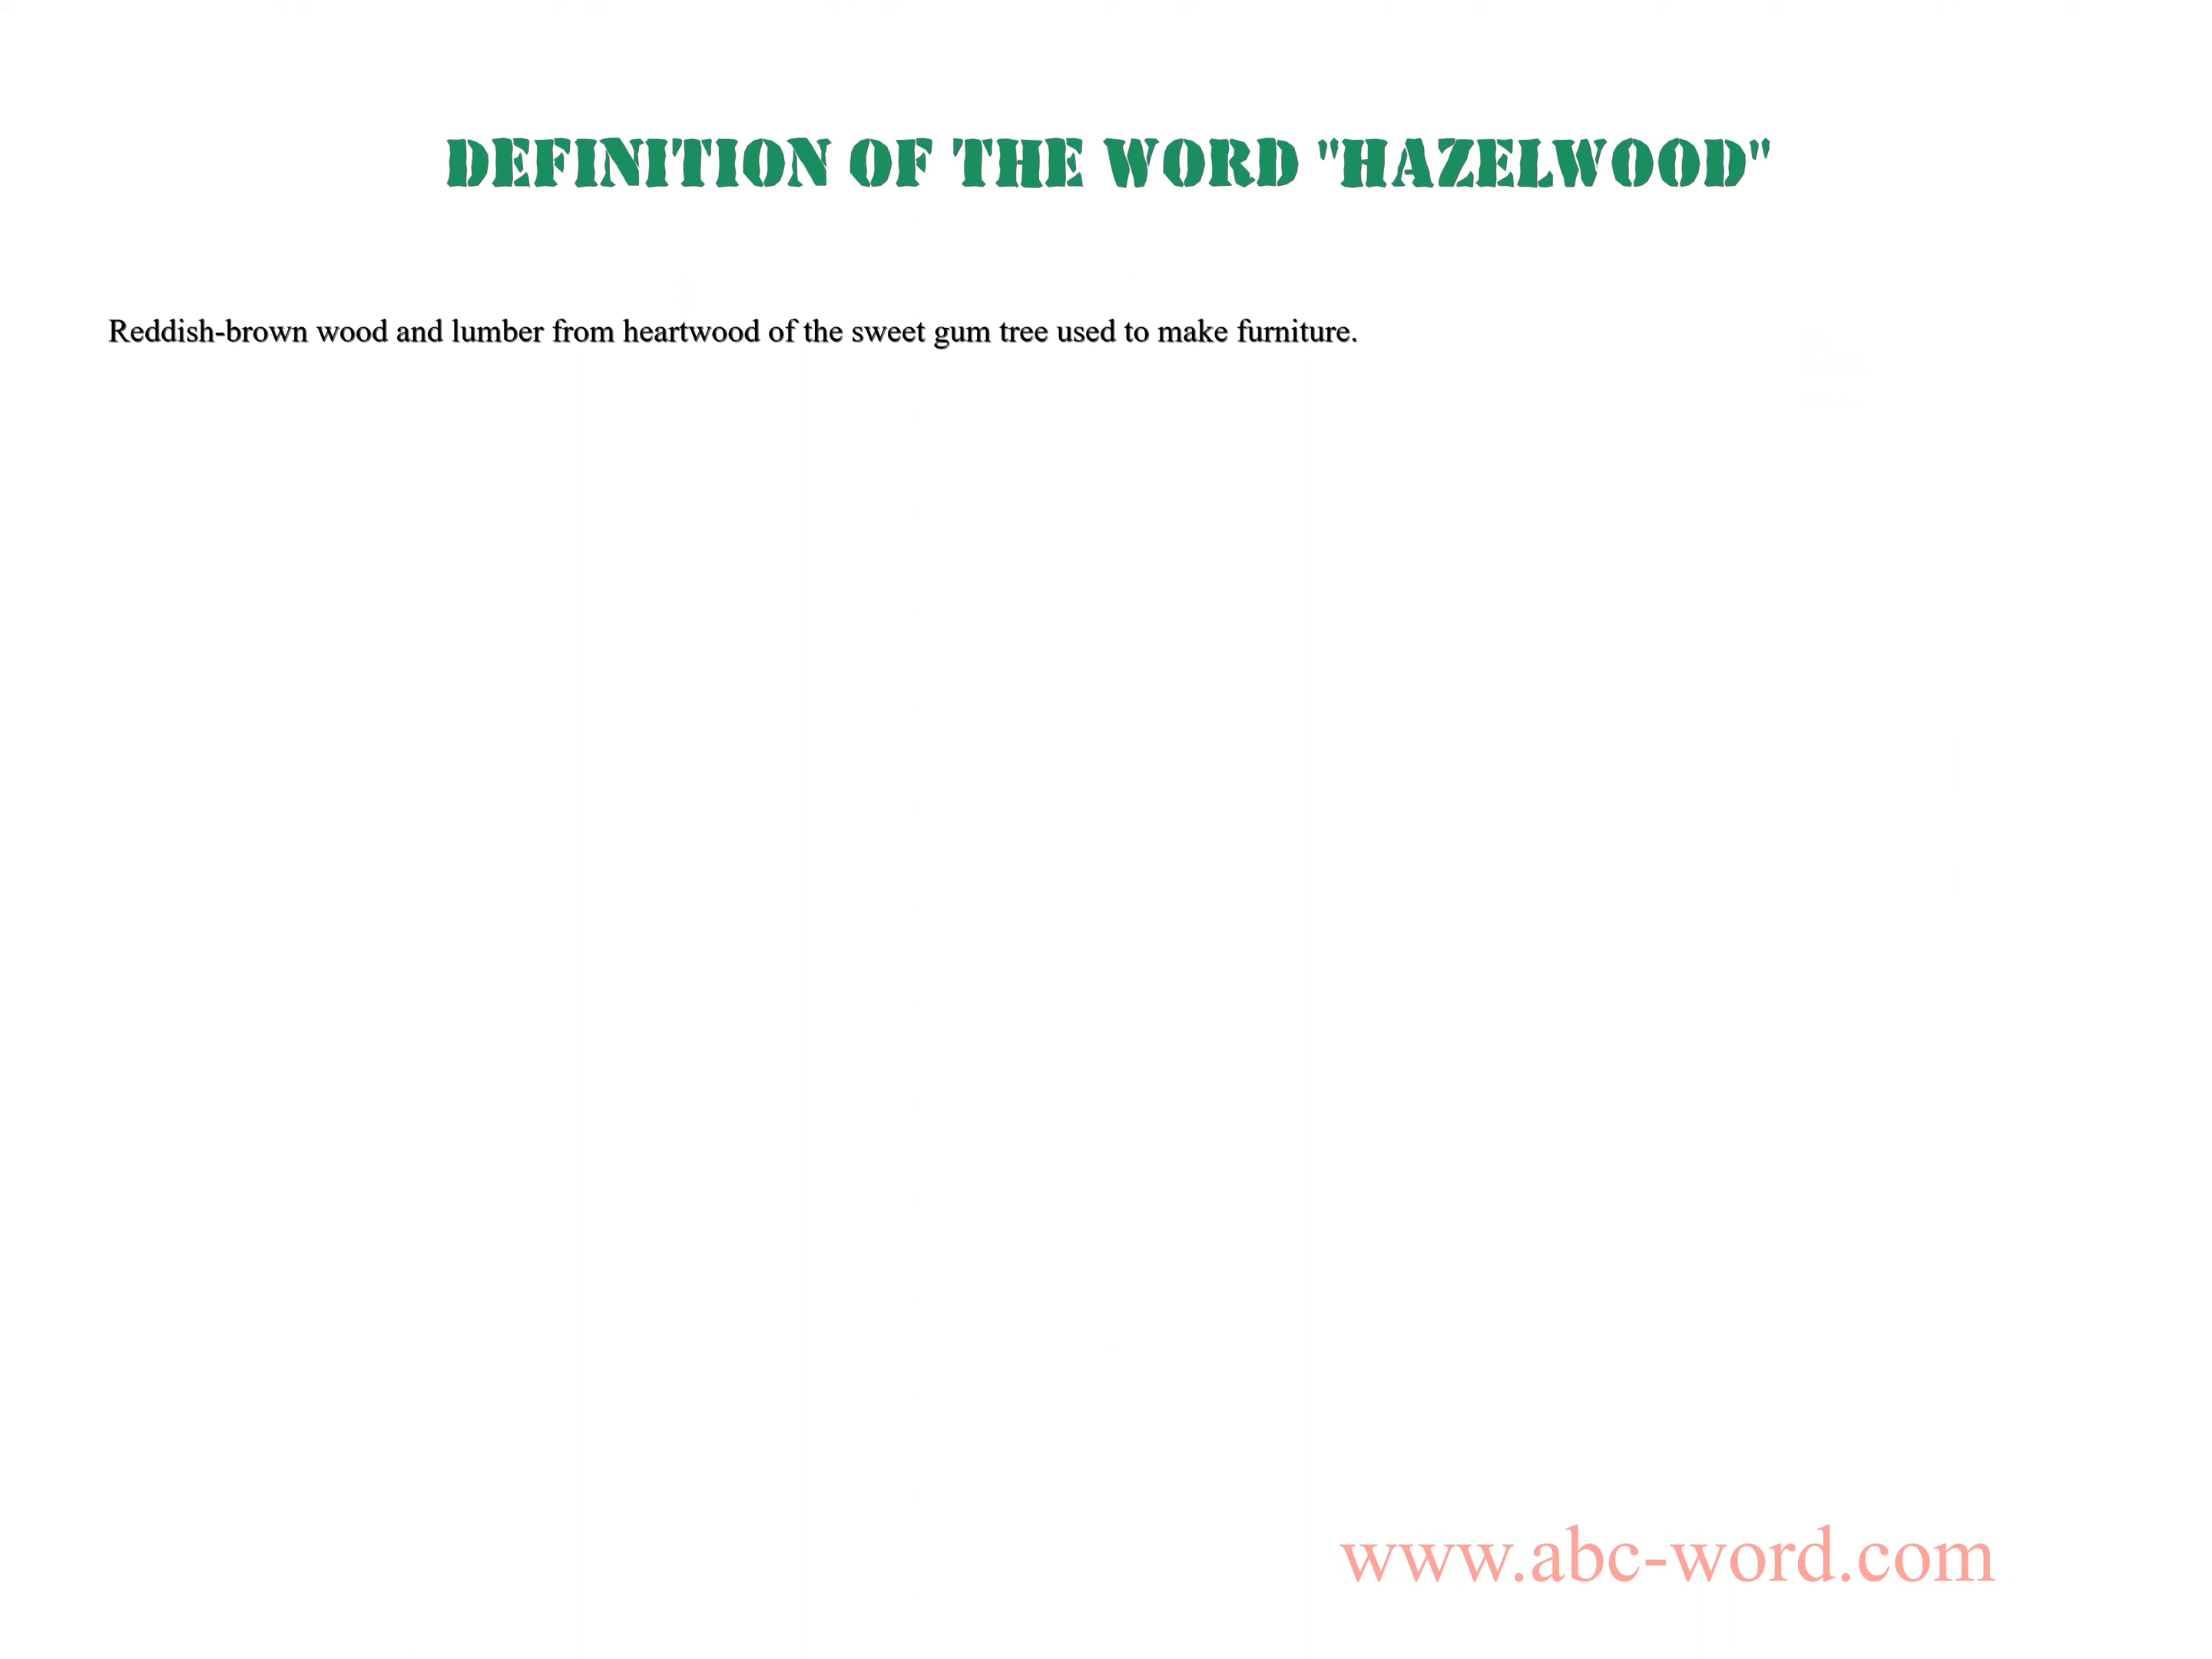 DEFINITION OF THE WORD "HAZELWOOD"
Reddish-brown wood and lumber from heartwood of the sweet gum tree used to make furniture.
www.abc-word.com